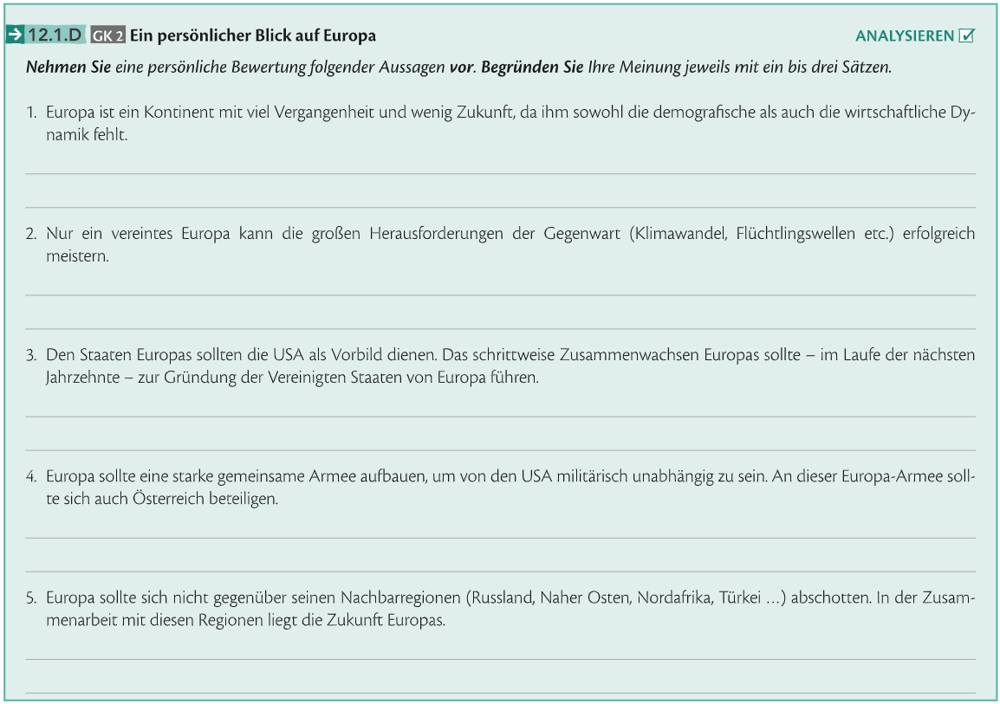 12.1.D GK 2 Ein persönlicher Blick auf Europa ANALYSIEREN
Nehmen Sie eine persönliche Bewertung folgender Aussagen vor. Begründen Sie Ihre Meinung jeweils mit ein bis drei Sätzen.
1. Europa ist ein Kontinent mit viel Vergangenheit und wenig Zukunft, da ihm sowohl die demografische als auch die wirtschaftliche Dy-
namik fehlt.
2. Nur ein vereintes Europa kann die großen Herausforderungen der Gegenwart (Klimawandel, Flüchtlingswellen etc.) erfolgreich
meistern.
3. Den Staaten Europas sollten die USA als Vorbild dienen. Das schrittweise Zusammenwachsen Europas sollte – im Laufe der nächsten
Jahrzehnte – zur Gründung der Vereinigten Staaten von Europa führen.
4. Europa sollte eine starke gemeinsame Armee aufbauen, um von den USA militärisch unabhängig zu sein. An dieser Europa-Armee soll-
te sich auch Österreich beteiligen.
5. Europa sollte sich nicht gegenüber seinen Nachbarregionen (Russland, Naher Osten, Nordafrika, Türkei ...) abschotten. In der Zusam-
menarbeit mit diesen Regionen liegt die Zukunft Europas.